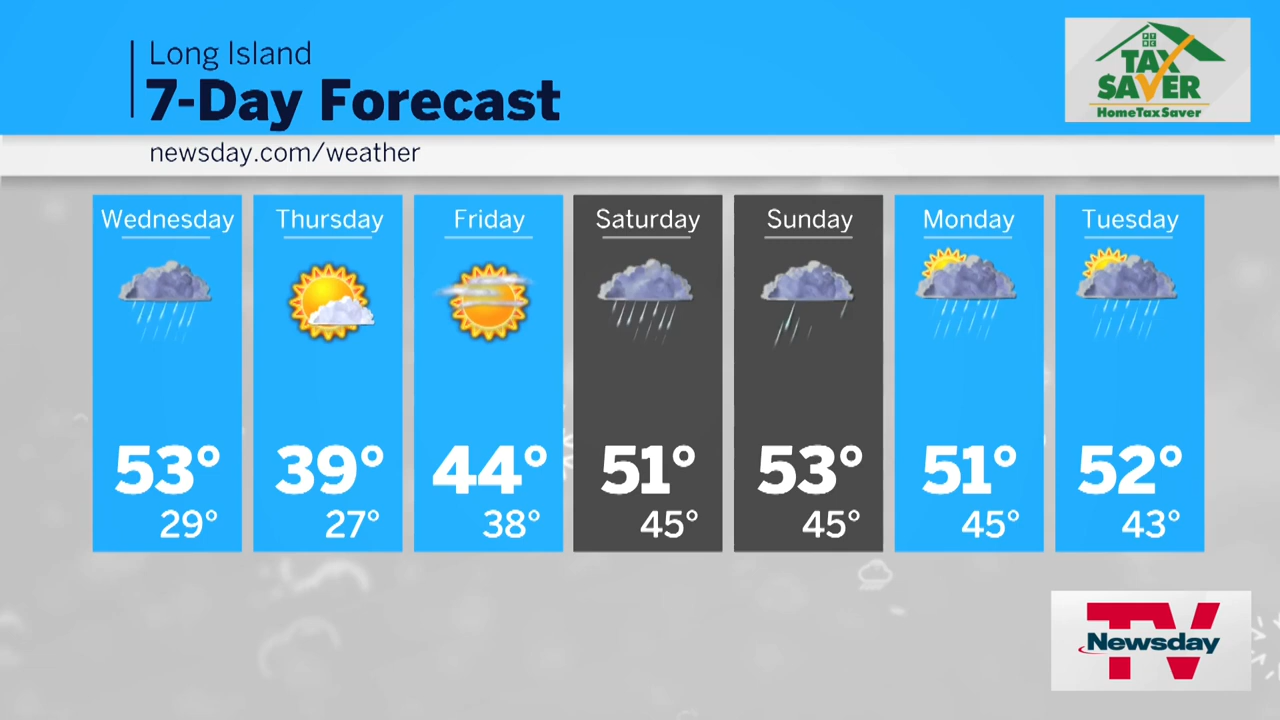 Long Island
7-Day Forecast
TAX
SAVER
HomeTaxSaver
newsday.com/weather
Wednesday
53°
29°
Thursday
39°
27°
Friday
44°
38°
Saturday
51°
45°
Sunday
53°
45°
Monday
51°
45°
Tuesday
52°
43°
TV
Newsday